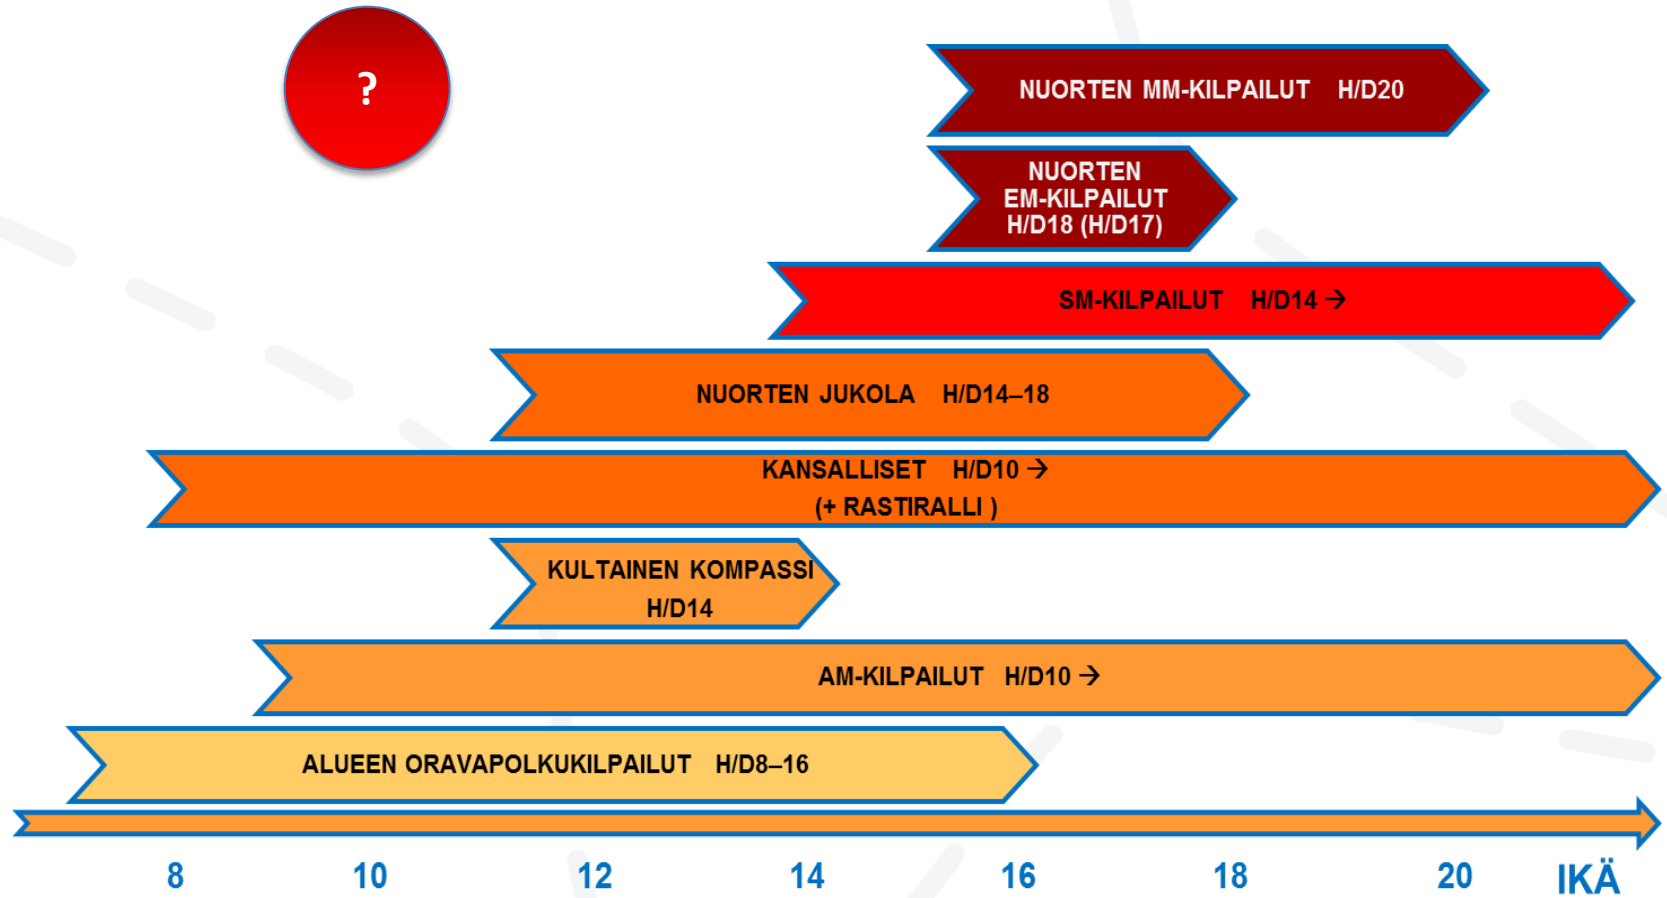 ?
NUORTEN MM-KILPAILUT H/D20
NUORTEN
EM-KILPAILUT
H/D18 (H/D17)
SM-KILPAILUT H/D14 →
NUORTEN JUKOLA H/D14–18
KANSALLISET H/D10 →
(+ RASTIRALLI )
KULTAINEN KOMPASSI
H/D14
AM-KILPAILUT H/D10 →
ALUEEN ORAVAPOLKUKILPAILUT H/D8–16
8 10 12 14 16 18 20 IKÄ